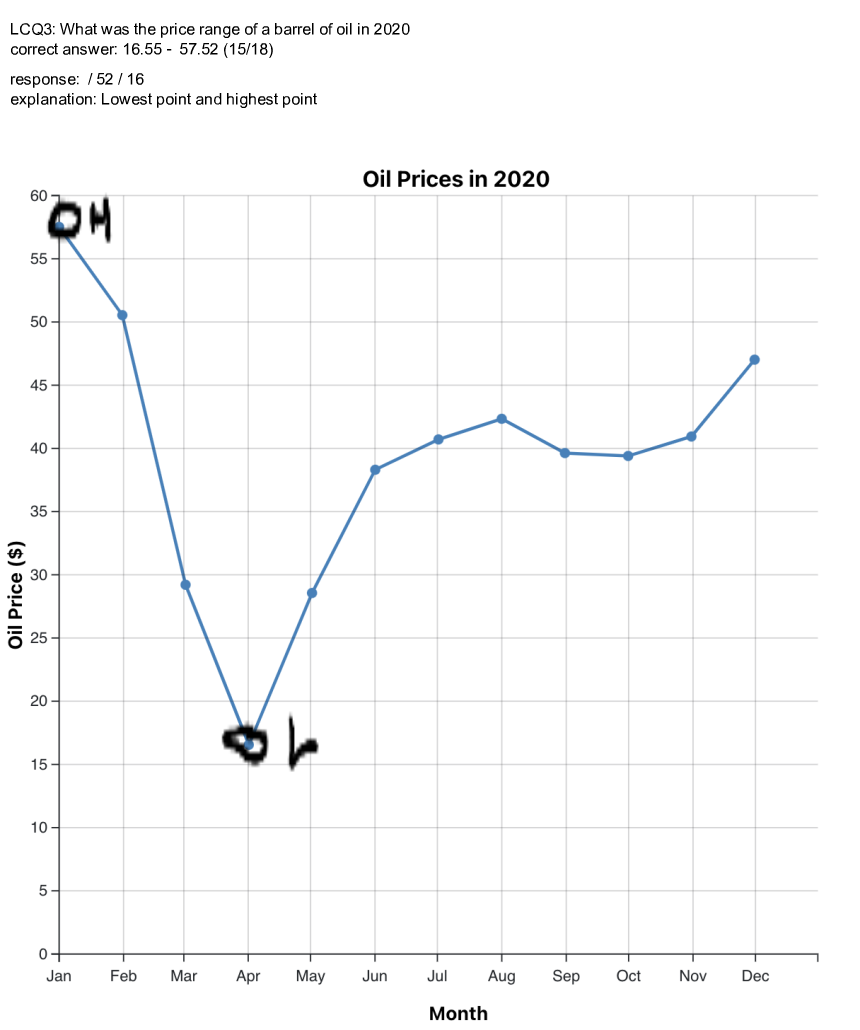 LCQ3: What was the price range of a barrel of oil in 2020
correct answer: 16.55 - 57.52 (15/18)
response: / 52 / 16
explanation: Lowest point and highest point
Oil Prices in 2020
60
H
55
50
45
40
35
30
25
20
L
15
10
5
0
Oil Price ($)
Jan Feb Mar Apr May Jun Jul Aug Sep Oct Nov Dec
Month